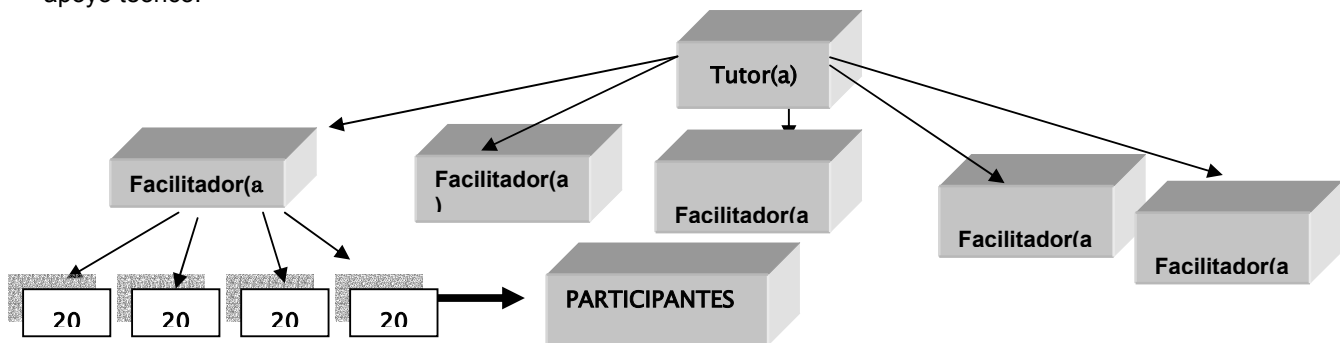 apoyo técnico.
Tutor(a)
Facilitador(a
Facilitador(a
)
Facilitador(a
Facilitador(a
Facilitador(a
20
20
20
20
PARTICIPANTES